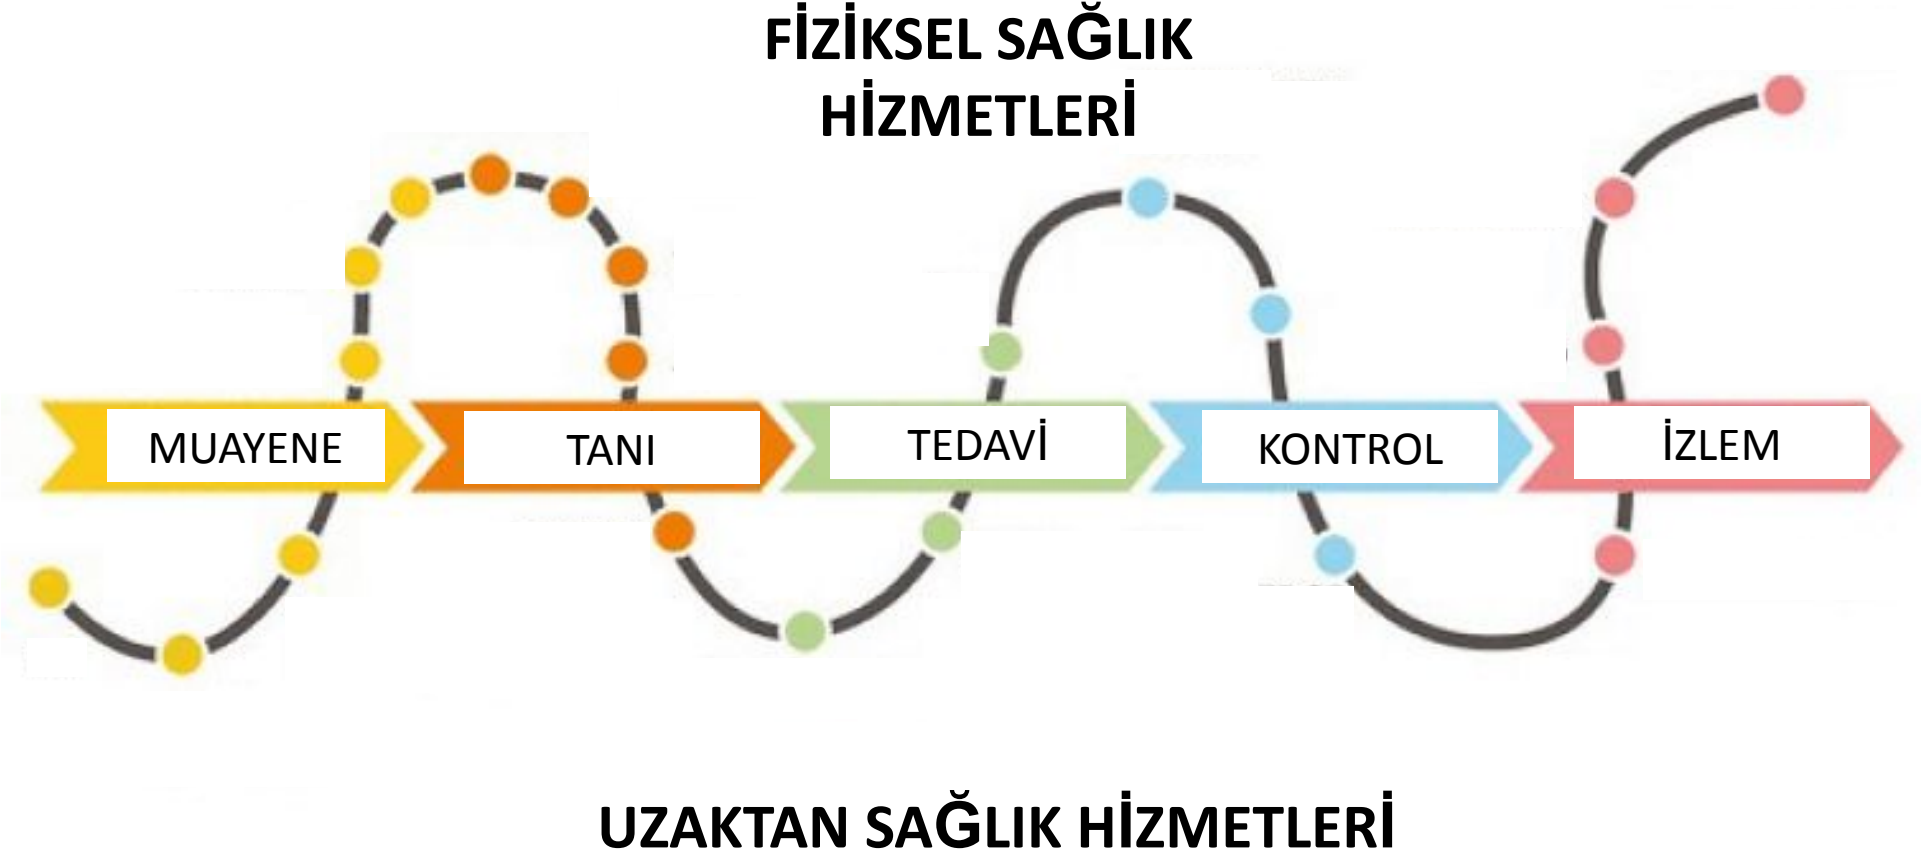 FİZİKSEL SAĞLIK
HİZMETLERİ
MUAYENE
TANI
TEDAVİ
KONTROL
İZLEM
UZAKTAN SAĞLIK HİZMETLERİ